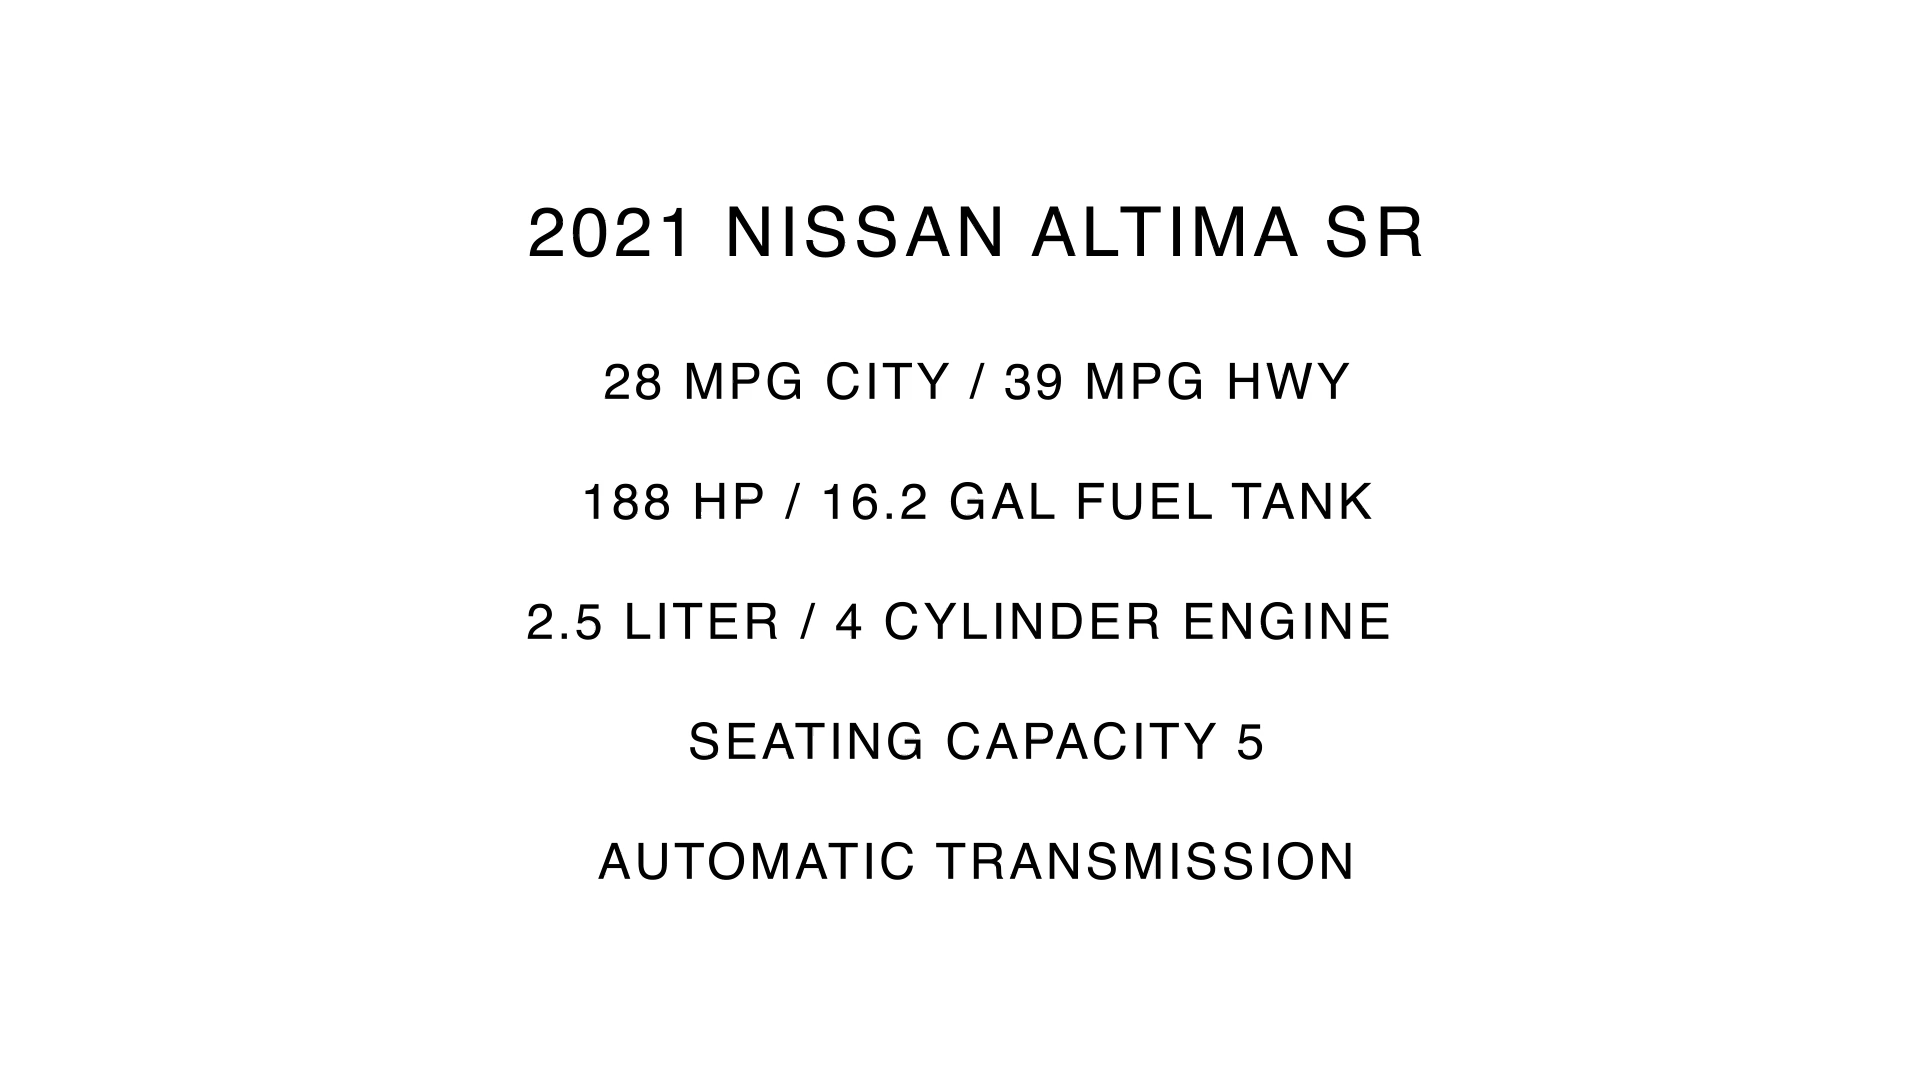 2021 NISSAN ALTIMA SR
28 MPG CITY / 39 MPG HWY
188 HP / 16.2 GAL FUEL TANK
2.5 LITER / 4 CYLINDER ENGINE
SEATING CAPACITY 5
AUTOMATIC TRANSMISSION